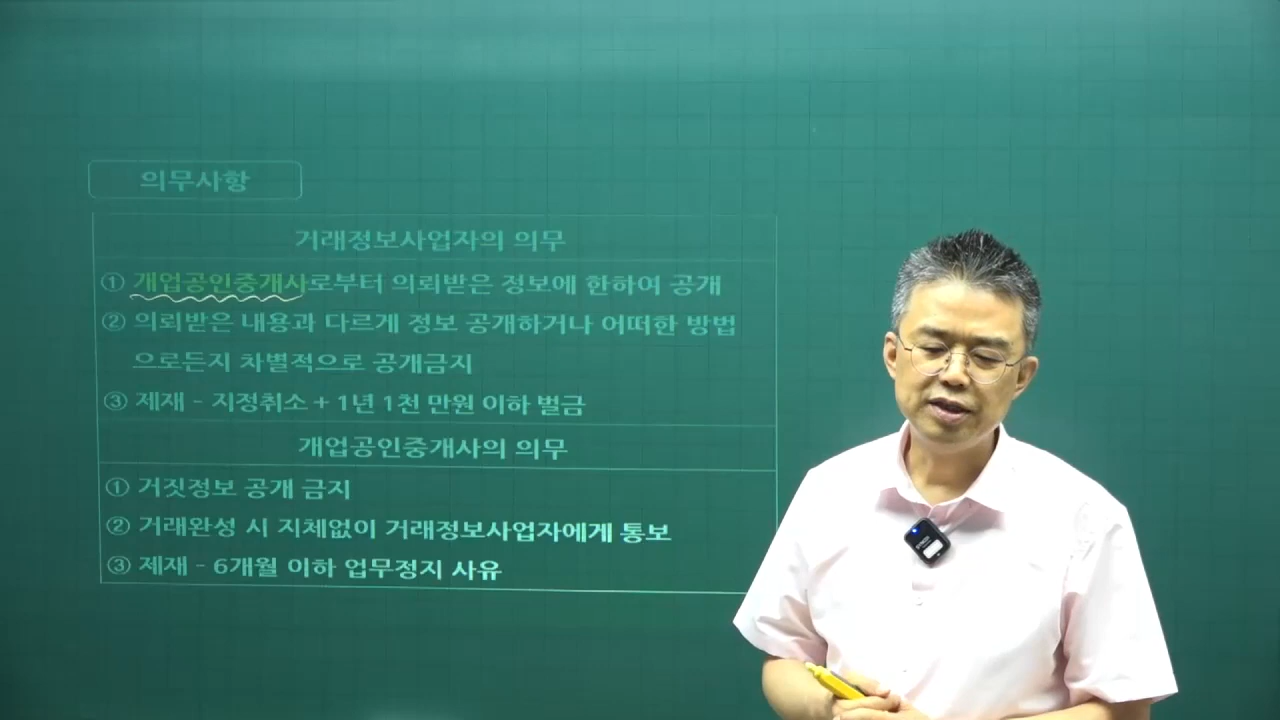 의무사항
거래정보사업자의 의무
① 개업공인중개사로부터 의뢰받은 정보에 한하여 공개
② 의뢰받은 내용과 다르게 정보 공개하거나 어떠한 방법
으로든지 차별적으로 공개금지
③ 제재 - 지정취소 + 1년 1천 만원 이하 벌금
개업공인중개사의 의무
① 거짓정보 공개 금지
② 거래완성 시 지체없이 거래정보사업자에게 통보
③ 제재 - 6개월 이하 업무정지 사유